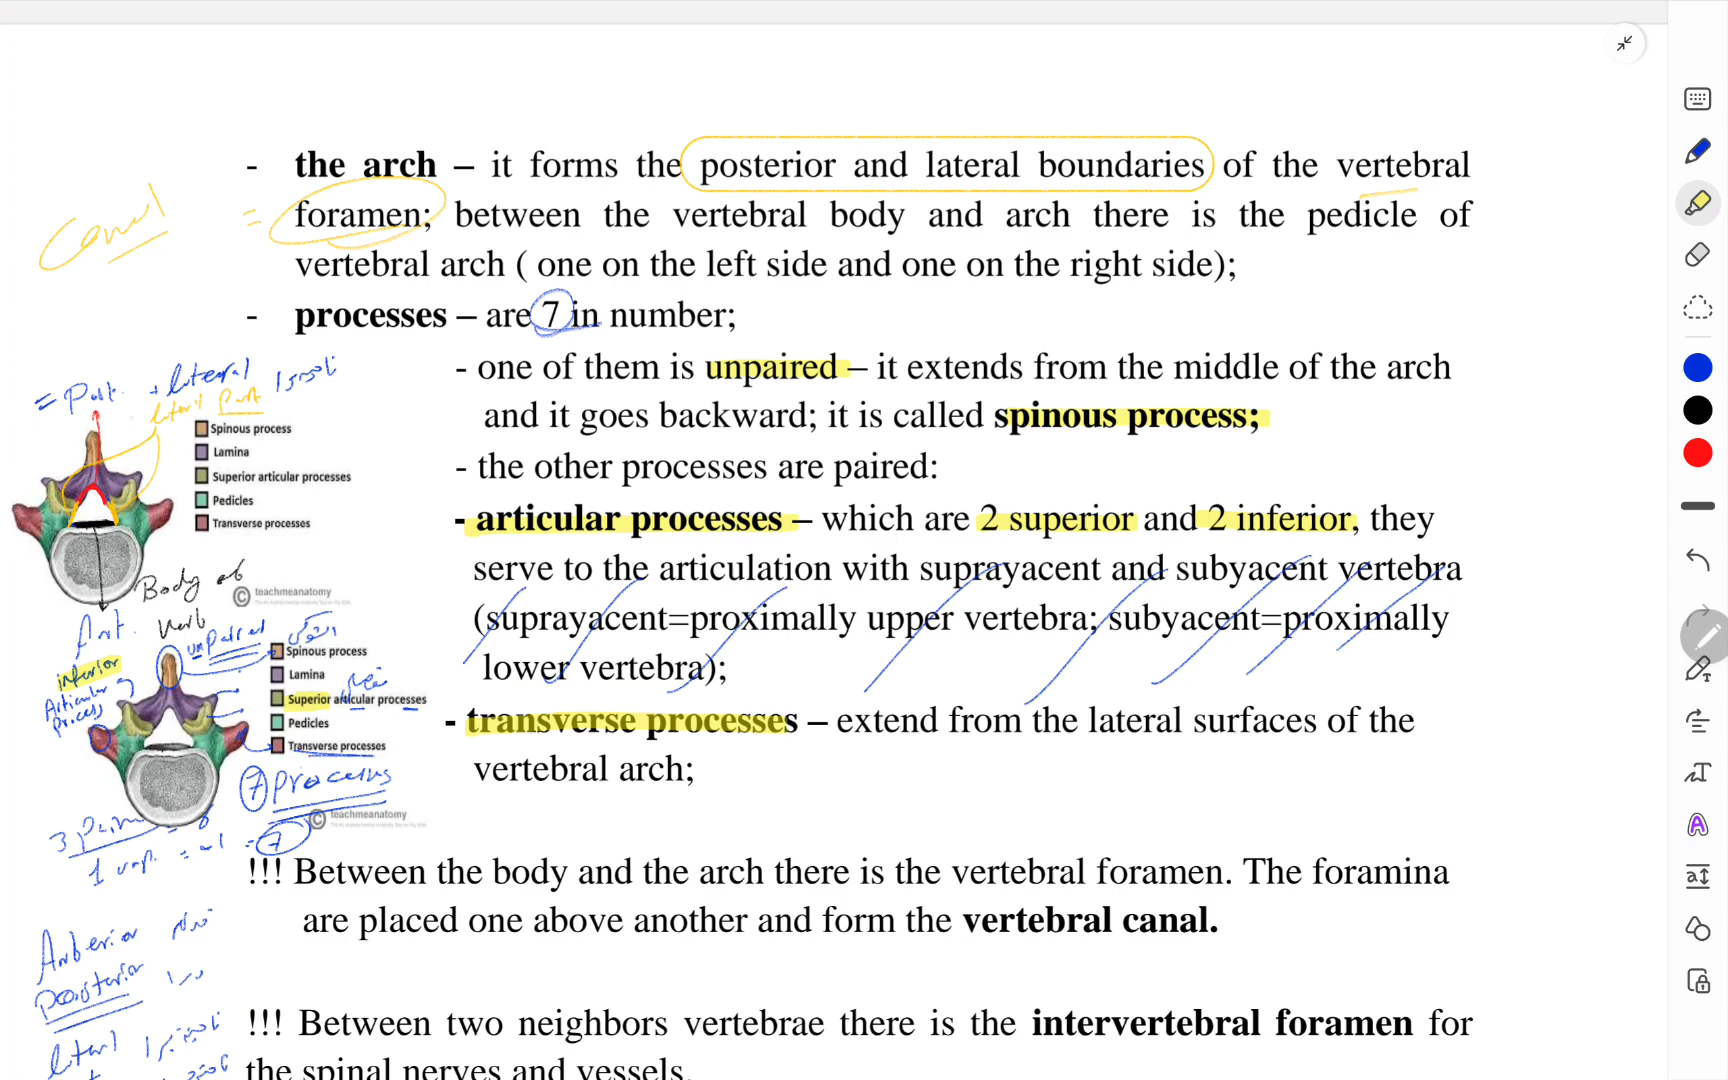 - the arch – it forms the posterior and lateral boundaries of the vertebral
Canal = foramen; between the vertebral body and arch there is the pedicle of
vertebral arch ( one on the left side and one on the right side);
- processes – are 7 in number;
- one of them is unpaired – it extends from the middle of the arch
and it goes backward; it is called spinous process;
- the other processes are paired:
- articular processes – which are 2 superior and 2 inferior, they
serve to the articulation with suprayacent and subyacent vertebra
(suprayacent=proximally upper vertebra; subyacent=proximally
lower vertebra);
- transverse processes – extend from the lateral surfaces of the
vertebral arch;
= Post. + lateral
Part
Spinous process
Lamina
Superior articular processes
Pedicles
Transverse processes
Body of
verb
© teachmeanatomy
Ant.
unpaired
Spinous process
Lamina
Superior articular processes
Pedicles
Transverse processes
inferior
Articular
process
7 Process
© teachmeanatomy
1 unp. = 1 = 7
!!! Between the body and the arch there is the vertebral foramen. The foramina
are placed one above another and form the vertebral canal.
Anterior
posterior
!!! Between two neighbors vertebrae there is the intervertebral foramen for
the spinal nerves and vessels.